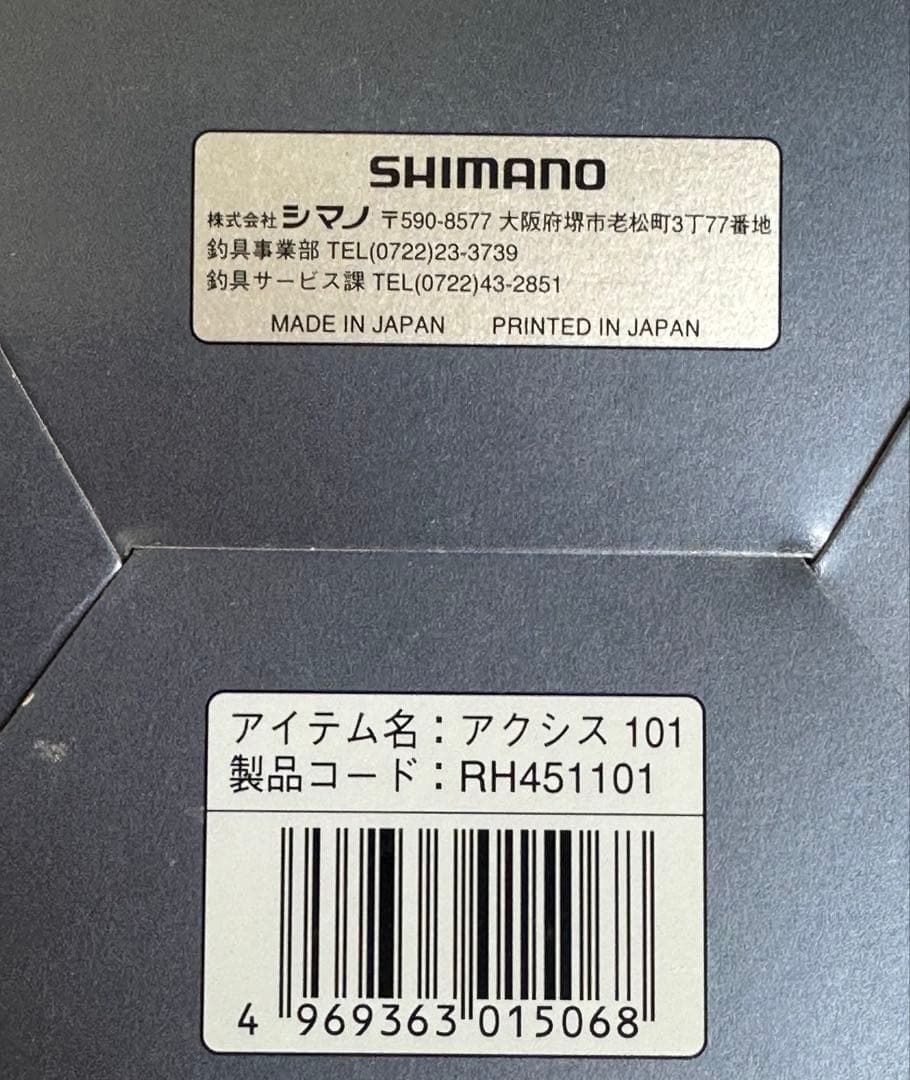 SHIMANO
株式会社シマノ 〒590-8577 大阪府堺市老松町3丁77番地
釣具事業部 TEL(0722)23-3739
釣具サービス課 TEL(0722)43-2851
MADE IN JAPAN PRINTED IN JAPAN
アイテム名：アクシス 101
製品コード：RH451101
4 969363 015068